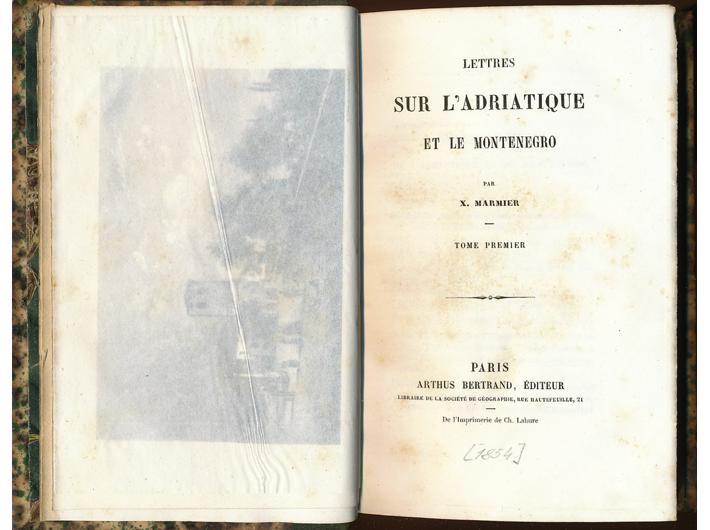 LETTRES
SUR L'ADRIATIQUE
ET LE MONTENEGRO
PAR
X. MARMIER
TOME PREMIER
PARIS
ARTHUS BERTRAND, ÉDITEUR
LIBRAIRE DE LA SOCIÉTÉ DE GÉOGRAPHIE, RUE HAUTEFEUILLE, 21
De l'Imprimerie de Ch. Lahure
[1854]